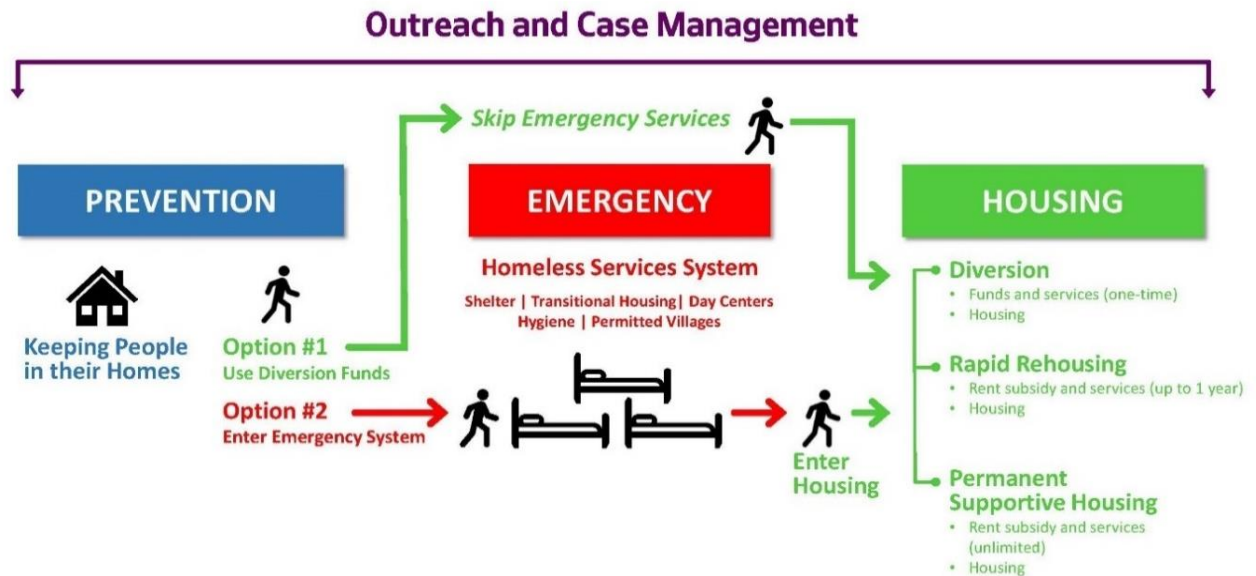 Outreach and Case Management
Skip Emergency Services
PREVENTION
EMERGENCY
HOUSING
Keeping People
in their Homes
Option #1
Use Diversion Funds
Option #2
Enter Emergency System
Homeless Services System
Shelter | Transitional Housing| Day Centers
Hygiene | Permitted Villages
Enter
Housing
Diversion
• Funds and services (one-time)
• Housing
Rapid Rehousing
• Rent subsidy and services (up to 1 year)
• Housing
Permanent
Supportive Housing
• Rent subsidy and services
(unlimited)
• Housing